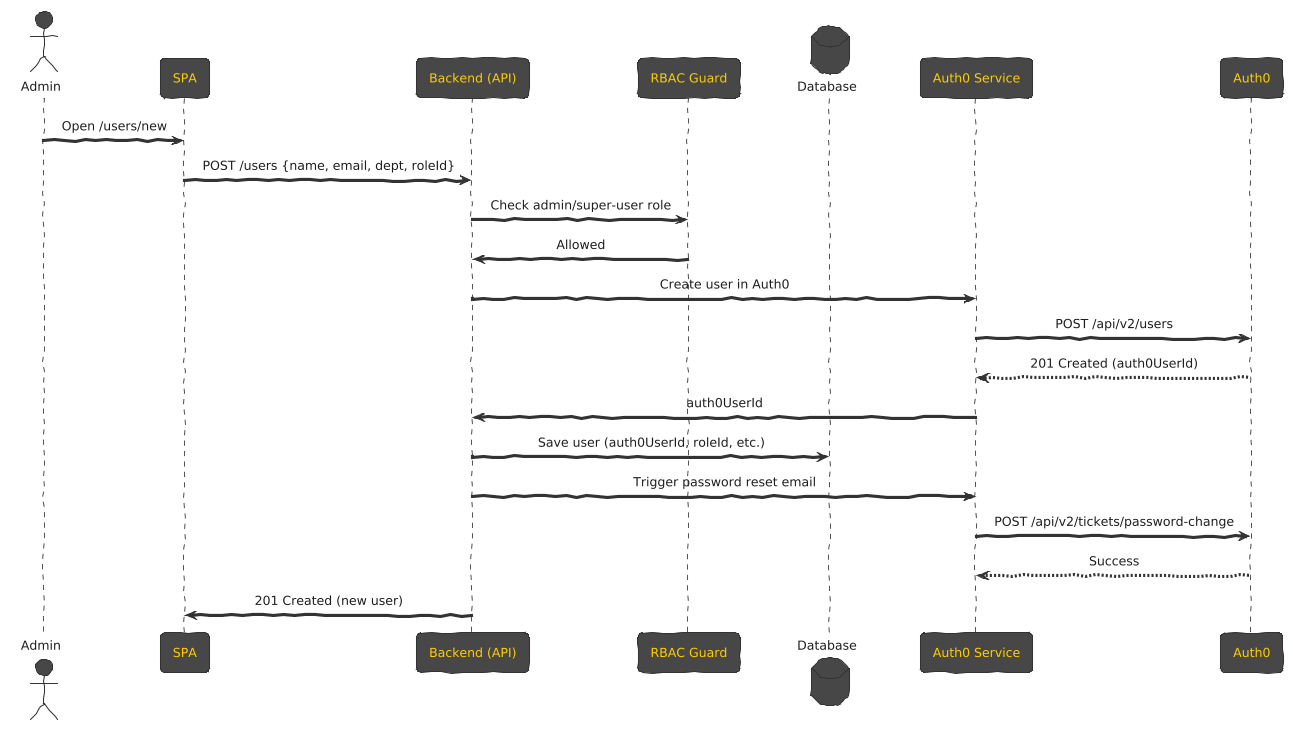 Admin
SPA
Backend (API)
RBAC Guard
Database
Auth0 Service
Auth0
Open /users/new
POST /users {name, email, dept, roleId}
Check admin/super-user role
Allowed
Create user in Auth0
POST /api/v2/users
201 Created (auth0UserId)
auth0UserId
Save user (auth0UserId, roleId, etc.)
Trigger password reset email
POST /api/v2/tickets/password-change
Success
201 Created (new user)
Admin
SPA
Backend (API)
RBAC Guard
Database
Auth0 Service
Auth0